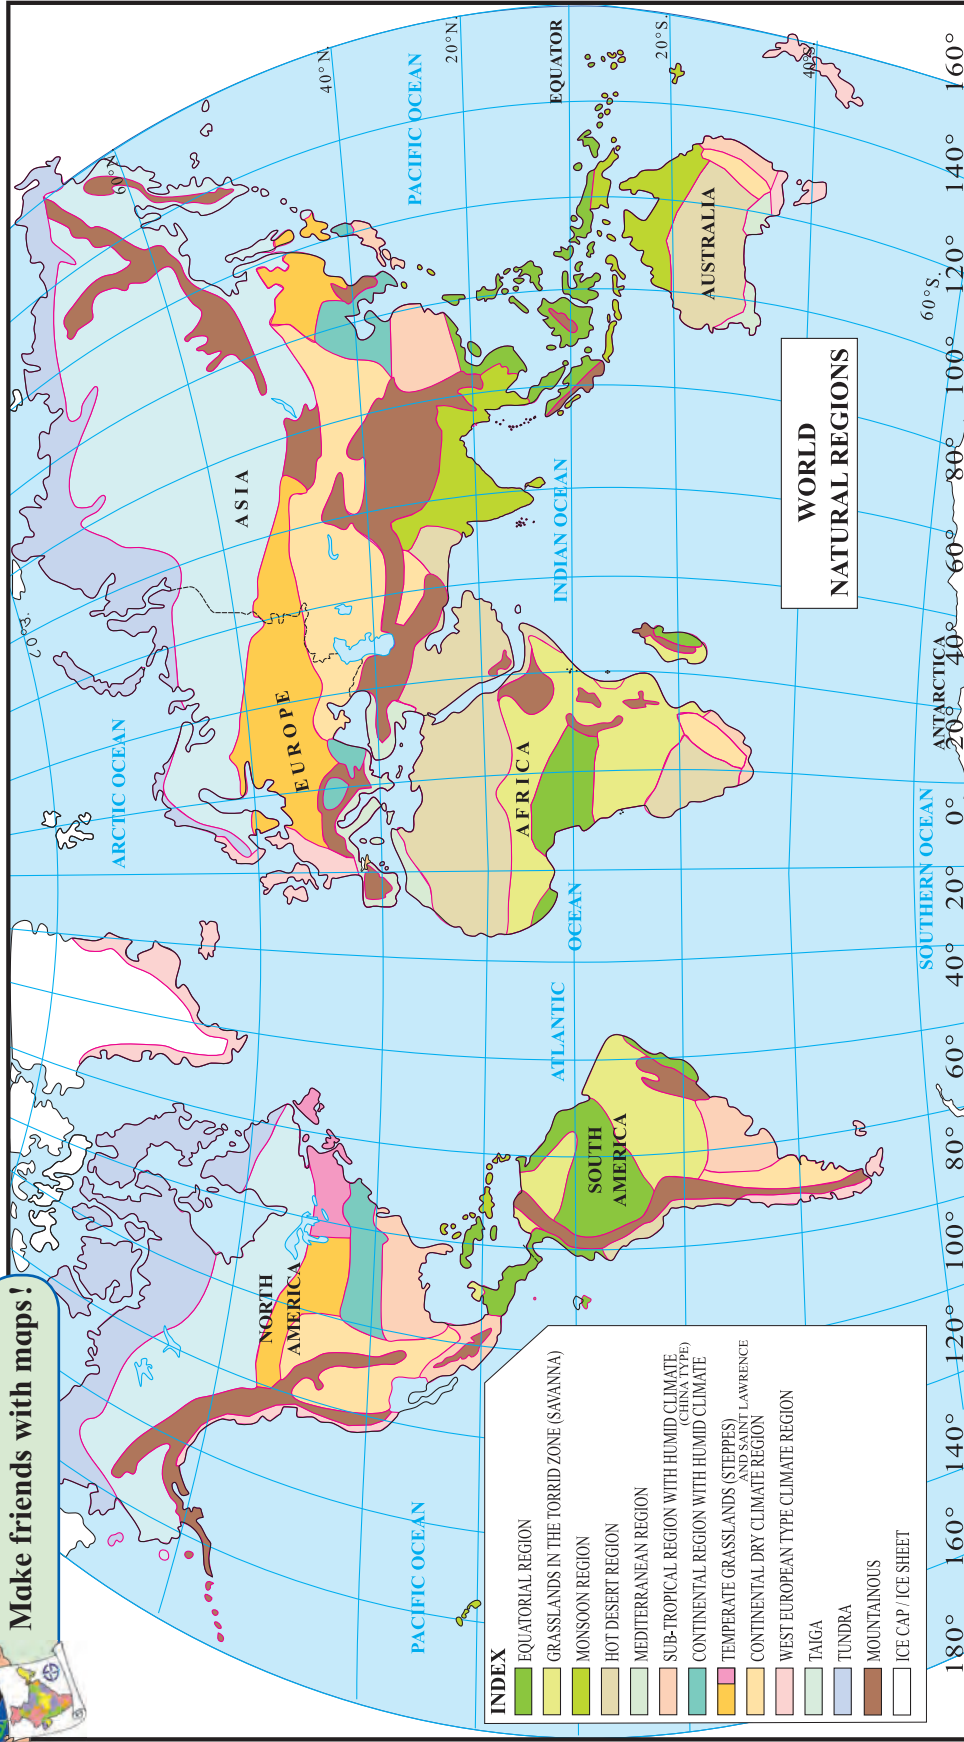 Make friends with maps!
ARCTIC OCEAN
ASIA
EUROPE
NORTH
AMERICA
PACIFIC OCEAN
PACIFIC OCEAN
ATLANTIC
OCEAN
AFRICA
SOUTH
AMERICA
INDIAN OCEAN
AUSTRALIA
SOUTHERN OCEAN
ANTARCTICA
60°N
40°N.
20°N.
EQUATOR
20°S.
40°S.
60°S.
WORLD
NATURAL REGIONS
INDEX
EQUATORIAL REGION
GRASSLANDS IN THE TORRID ZONE (SAVANNA)
MONSOON REGION
HOT DESERT REGION
MEDITERRANEAN REGION
SUB-TROPICAL REGION WITH HUMID CLIMATE
(CHINA TYPE)
CONTINENTAL REGION WITH HUMID CLIMATE
TEMPERATE GRASSLANDS (STEPPES)
AND SAINT LAWRENCE
CONTINENTAL DRY CLIMATE REGION
WEST EUROPEAN TYPE CLIMATE REGION
TAIGA
TUNDRA
MOUNTAINOUS
ICE CAP / ICE SHEET
180° 160° 140° 120° 100° 80° 60° 40° 20° 0° 20° 40° 60° 80° 100° 120° 140° 160°